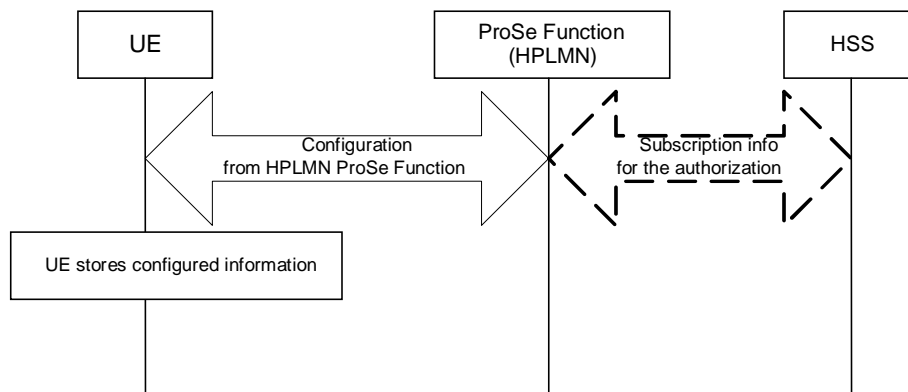 UE
ProSe Function
(HPLMN)
HSS
Configuration
from HPLMN ProSe Function
Subscription info
for the authorization
UE stores configured information